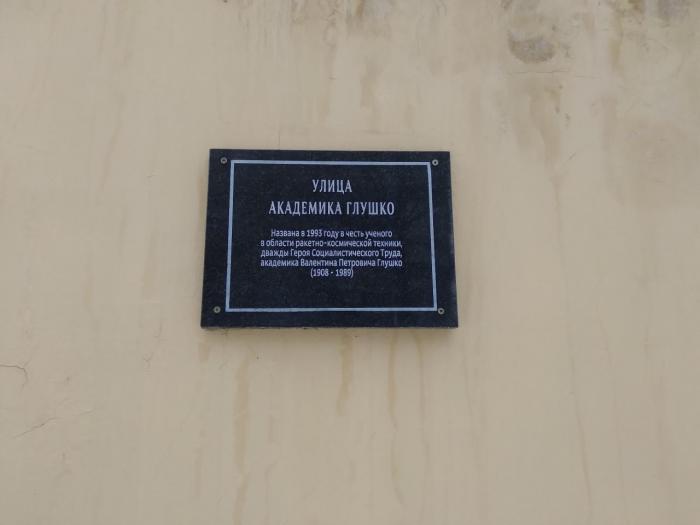 УЛИЦА
АКАДЕМИКА ГЛУШКО
Названа в 1993 году в честь ученого
в области ракетно-космической техники,
дважды Героя Социалистического Труда,
академика Валентина Петровича Глушко
(1908 - 1989)